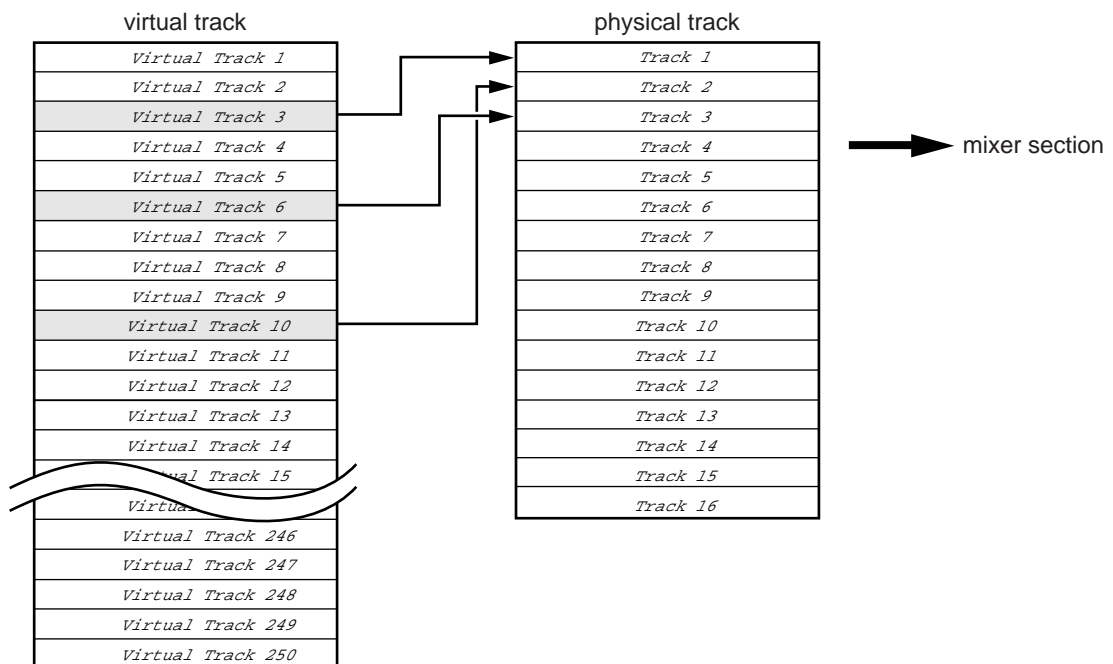 virtual track
Virtual Track 1
Virtual Track 2
Virtual Track 3
Virtual Track 4
Virtual Track 5
Virtual Track 6
Virtual Track 7
Virtual Track 8
Virtual Track 9
Virtual Track 10
Virtual Track 11
Virtual Track 12
Virtual Track 13
Virtual Track 14
15
Virtual Track 246
Virtual Track 247
Virtual Track 248
Virtual Track 249
Virtual Track 250
physical track
Track 1
Track 2
Track 3
Track 4
Track 5
Track 6
Track 7
Track 8
Track 9
Track 10
Track 11
Track 12
Track 13
Track 14
Track 15
Track 16
mixer section